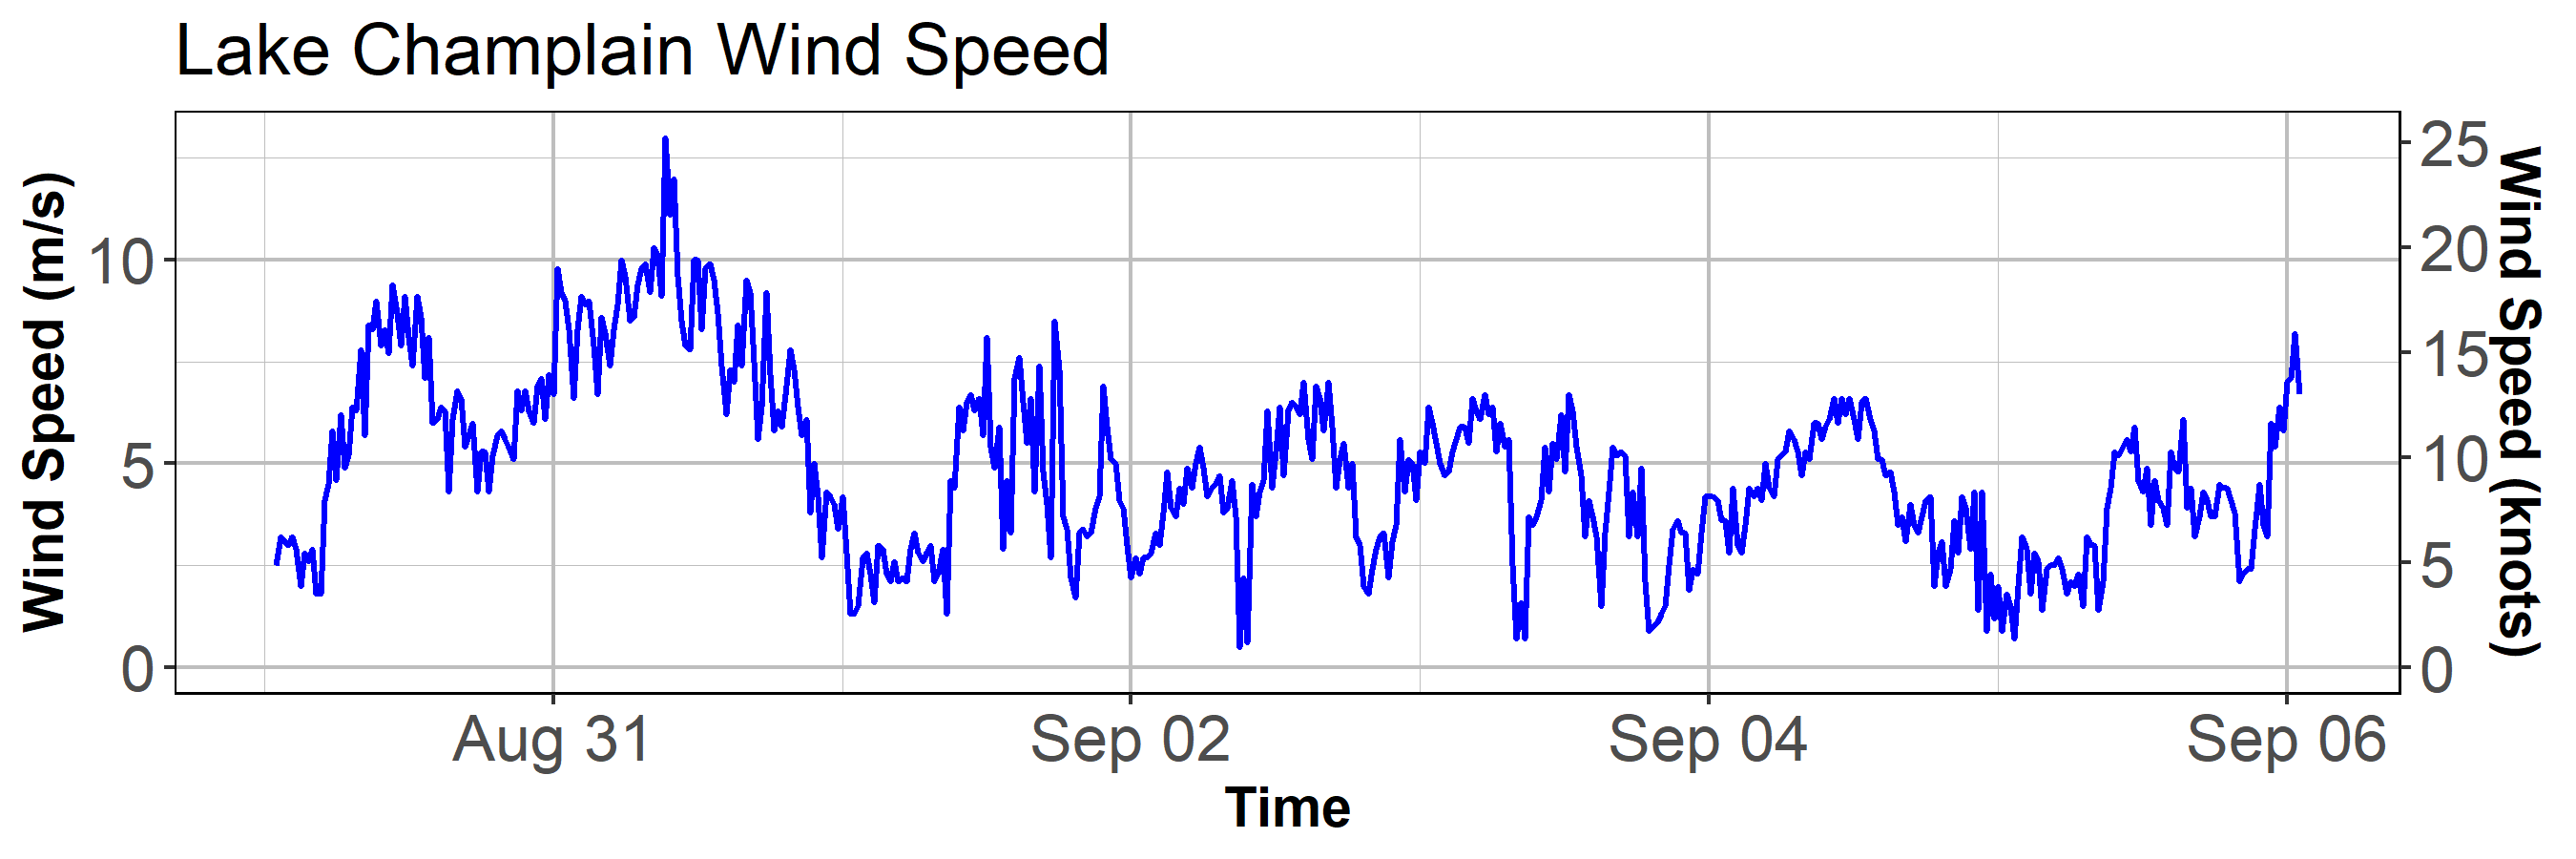 Lake Champlain Wind Speed
Wind Speed (m/s)
10
5
0
25
20
15
10
5
0
Wind Speed (knots)
Aug 31 Sep 02 Sep 04 Sep 06
Time